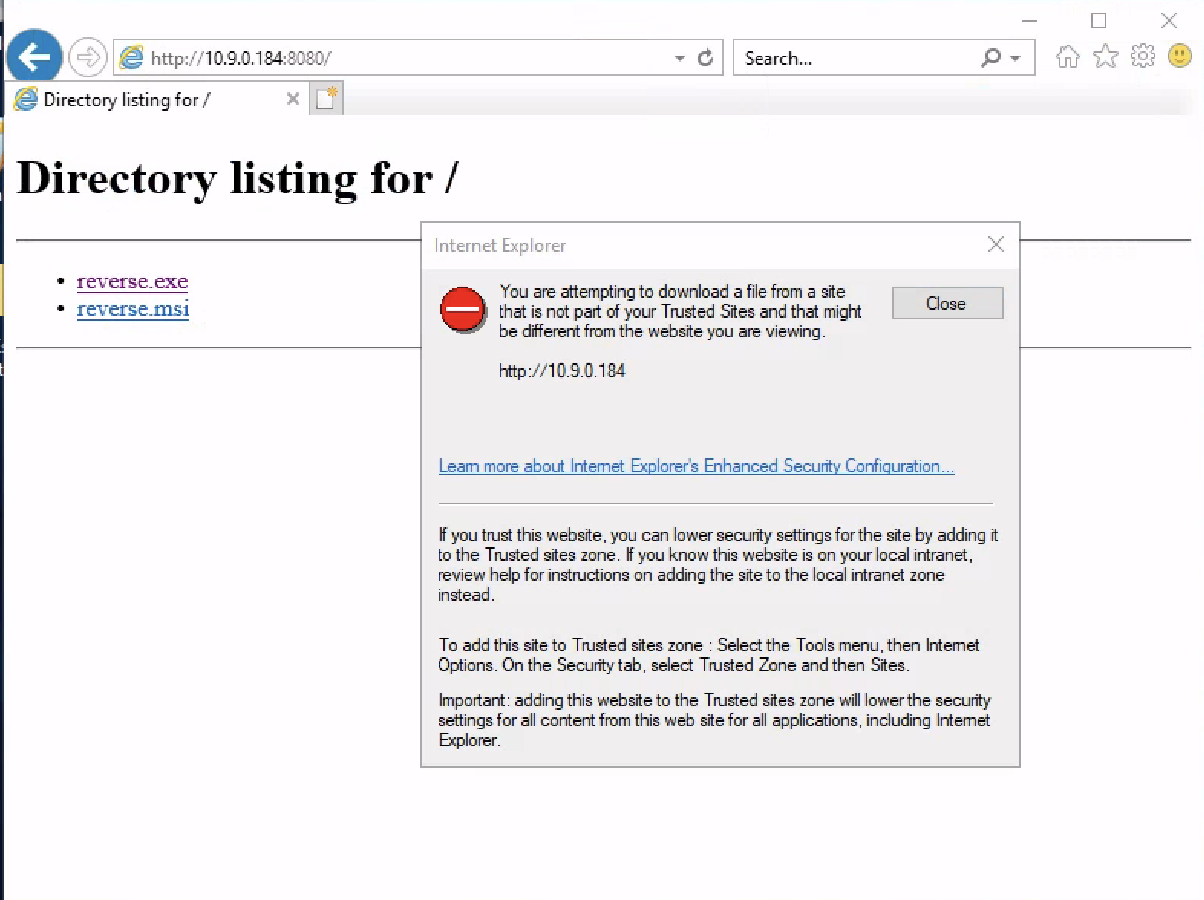 http://10.9.0.184:8080/
Search...
Directory listing for /
Directory listing for /
reverse.exe
reverse.msi
Internet Explorer
You are attempting to download a file from a site
that is not part of your Trusted Sites and that might
be different from the website you are viewing.
Close
http://10.9.0.184
Learn more about Internet Explorer's Enhanced Security Configuration...
If you trust this website, you can lower security settings for the site by adding it
to the Trusted sites zone. If you know this website is on your local intranet,
review help for instructions on adding the site to the local intranet zone
instead.
To add this site to Trusted sites zone : Select the Tools menu, then Internet
Options. On the Security tab, select Trusted Zone and then Sites.
Important: adding this website to the Trusted sites zone will lower the security
settings for all content from this web site for all applications, including Internet
Explorer.